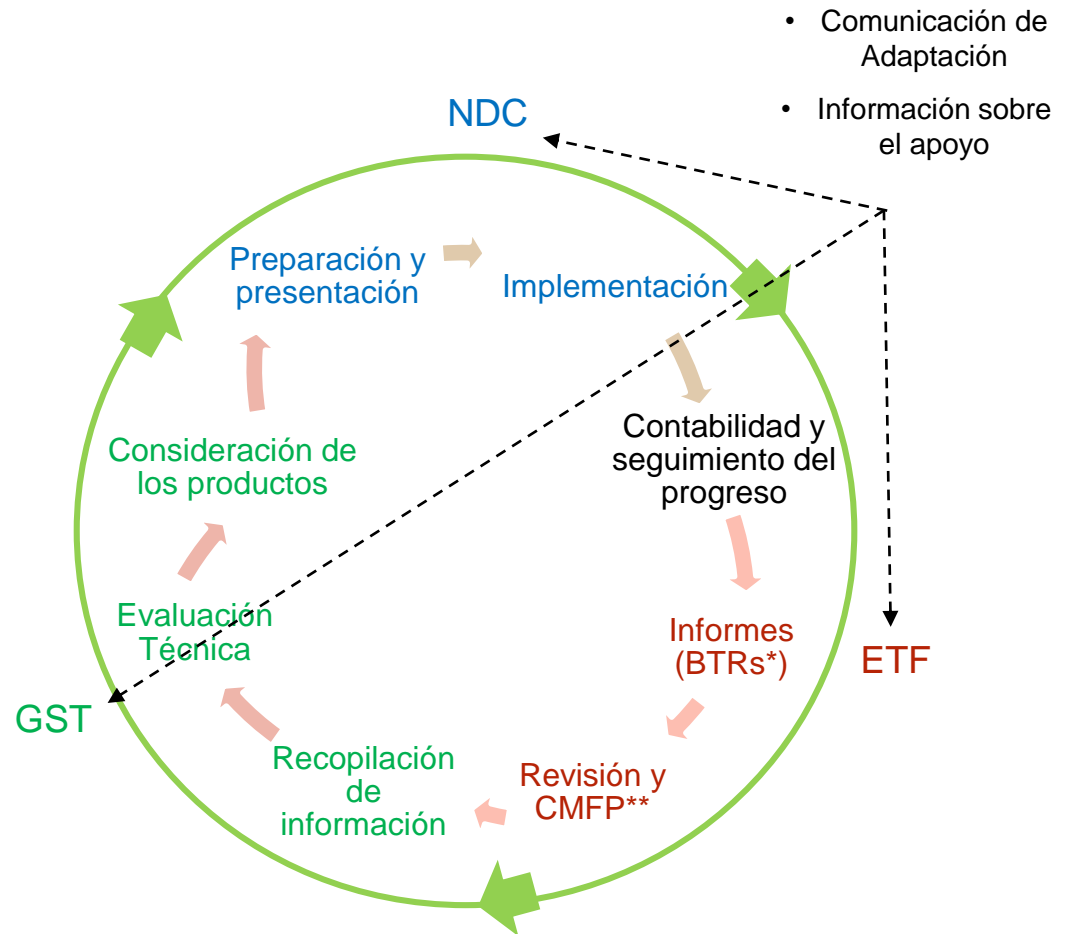 • Comunicación de
Adaptación
• Información sobre
el apoyo
NDC
Preparación y
presentación
Implementación
Contabilidad y
seguimiento del
progreso
Informes
(BTRs*)
ETF
Revisión y
CMFP**
Recopilación
de
información
GST
Evaluación
Técnica
Consideración de
los productos